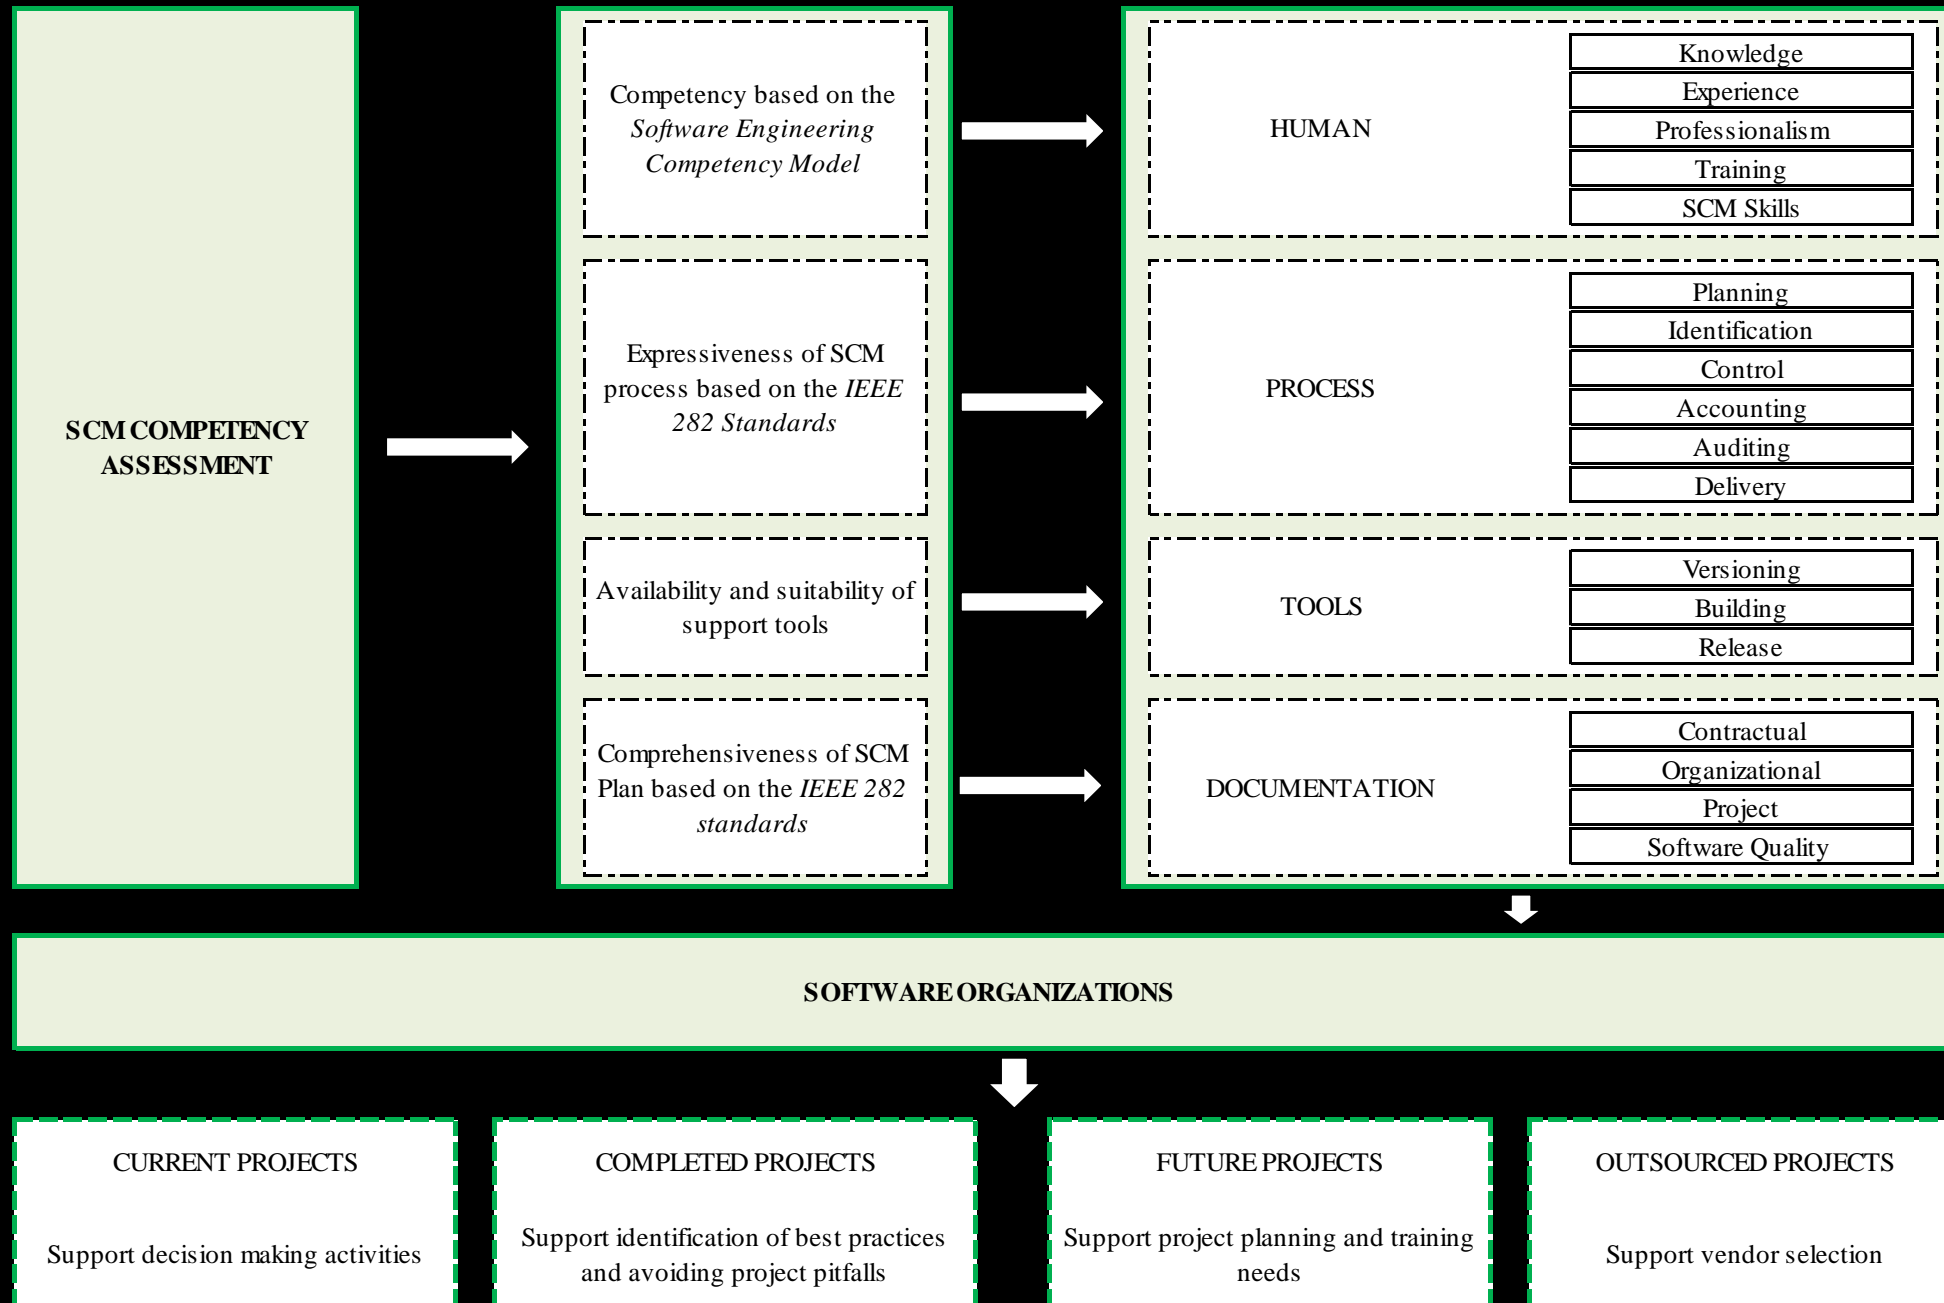 SCM COMPETENCY
ASSESSMENT
Competency based on the
Software Engineering
Competency Model
HUMAN
Knowledge
Experience
Professionalism
Training
SCM Skills
Expressiveness of SCM
process based on the IEEE
282 Standards
PROCESS
Planning
Identification
Control
Accounting
Auditing
Delivery
Availability and suitability of
support tools
TOOLS
Versioning
Building
Release
Comprehensiveness of SCM
Plan based on the IEEE 282
standards
DOCUMENTATION
Contractual
Organizational
Project
Software Quality
SOFTWARE ORGANIZATIONS
CURRENT PROJECTS
Support decision making activities
COMPLETED PROJECTS
Support identification of best practices
and avoiding project pitfalls
FUTURE PROJECTS
Support project planning and training
needs
OUTSOURCED PROJECTS
Support vendor selection